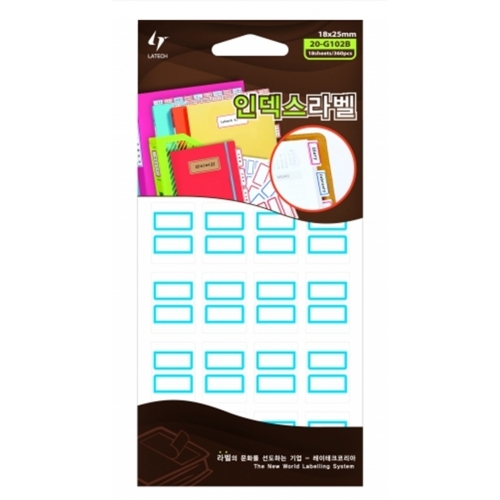 LATECH
18x25mm
20-G102B
18sheets/360pcs
인덱스라벨
라벨의 문화를 선도하는 기업 - 레이테크코리아
The New World Labelling System